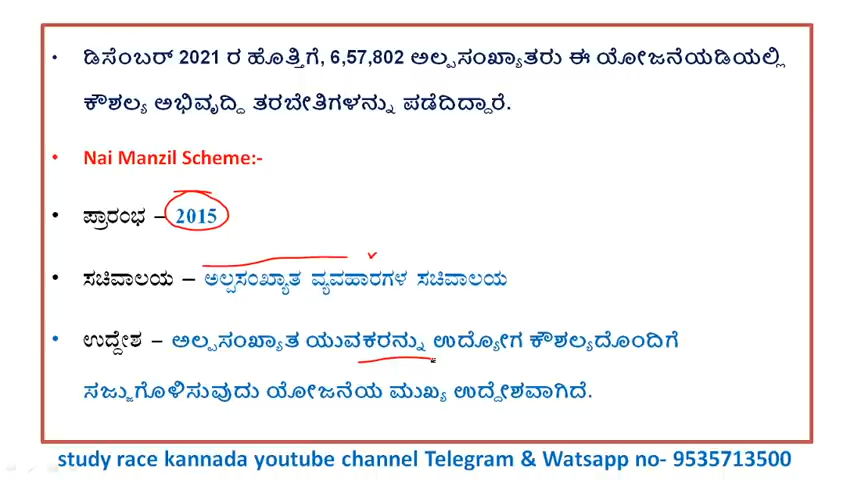 ಡಿಸೆಂಬರ್ 2021 ರ ಹೊತ್ತಿಗೆ, 6,57,802 ಅಲ್ಪಸಂಖ್ಯಾತರು ಈ ಯೋಜನೆಯಡಿಯಲ್ಲಿ
ಕೌಶಲ್ಯ ಅಭಿವೃದ್ಧಿ ತರಬೇತಿಗಳನ್ನು ಪಡೆದಿದ್ದಾರೆ.
Nai Manzil Scheme:-
ಪ್ರಾರಂಭ – 2015
ಸಚಿವಾಲಯ – ಅಲ್ಪಸಂಖ್ಯಾತ ವ್ಯವಹಾರಗಳ ಸಚಿವಾಲಯ
ಉದ್ದೇಶ – ಅಲ್ಪಸಂಖ್ಯಾತ ಯುವಕರನ್ನು ಉದ್ಯೋಗ ಕೌಶಲ್ಯದೊಂದಿಗೆ
ಸಜ್ಜುಗೊಳಿಸುವುದು ಯೋಜನೆಯ ಮುಖ್ಯ ಉದ್ದೇಶವಾಗಿದೆ.
study race kannada youtube channel Telegram & Watsapp no- 9535713500